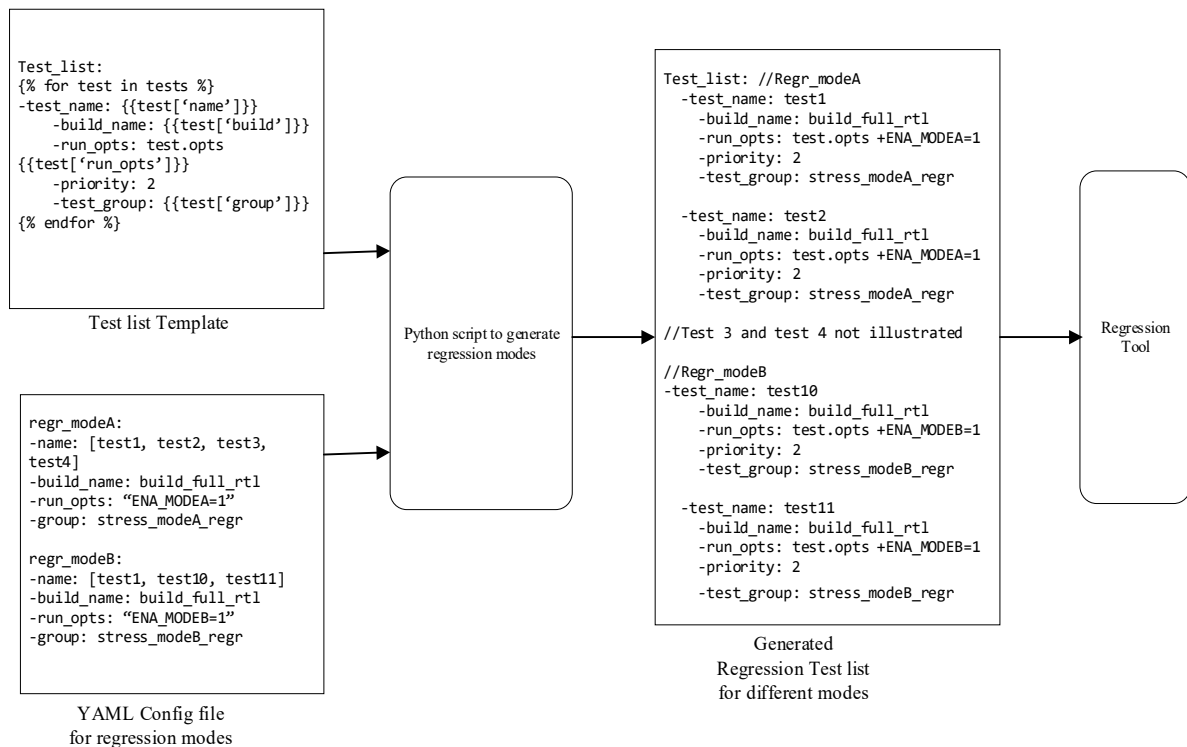 Test_list:
{% for test in tests %}
-test_name: {{test[‘name’]}}
-build_name: {{test[‘build’]}}
-run_opts: test.opts
{{test[‘run_opts’]}}
-priority: 2
-test_group: {{test[‘group’]}}
{% endfor %}
Test list Template
regr_modeA:
-name: [test1, test2, test3,
test4]
-build_name: build_full_rtl
-run_opts: “ENA_MODEA=1”
-group: stress_modeA_regr
regr_modeB:
-name: [test1, test10, test11]
-build_name: build_full_rtl
-run_opts: “ENA_MODEB=1”
-group: stress_modeB_regr
YAML Config file
for regression modes
Python script to generate
regression modes
Test_list: //Regr_modeA
-test_name: test1
-build_name: build_full_rtl
-run_opts: test.opts +ENA_MODEA=1
-priority: 2
-test_group: stress_modeA_regr
-test_name: test2
-build_name: build_full_rtl
-run_opts: test.opts +ENA_MODEA=1
-priority: 2
-test_group: stress_modeA_regr
//Test 3 and test 4 not illustrated
//Regr_modeB
-test_name: test10
-build_name: build_full_rtl
-run_opts: test.opts +ENA_MODEB=1
-priority: 2
-test_group: stress_modeB_regr
-test_name: test11
-build_name: build_full_rtl
-run_opts: test.opts +ENA_MODEB=1
-priority: 2
-test_group: stress_modeB_regr
Generated
Regression Test list
for different modes
Regression
Tool